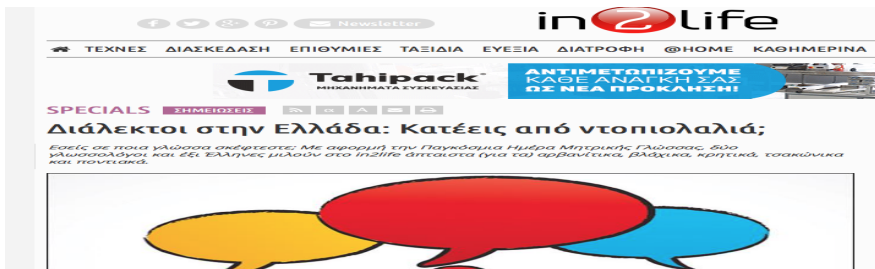 Newsletter
in2life
ΤΕΧΝΕΣ ΔΙΑΣΚΕΔΑΣΗ ΕΠΙΘΥΜΙΕΣ ΤΑΞΙΔΙΑ ΕΥΕΞΙΑ ΔΙΑΤΡΟΦΗ @HOME ΚΑΘΗΜΕΡΙΝΑ
Tahipack
ΜΗΧΑΝΗΜΑΤΑ ΣΥΣΚΕΥΑΣΙΑΣ
ΑΝΤΙΜΕΤΩΠΙΖΟΥΜΕ
ΚΑΘΕ ΑΝΑΓΚΗ ΣΑΣ
ΩΣ ΝΕΑ ΠΡΟΚΛΗΣΗ!
SPECIALS ΣΗΜΕΙΩΣΕΙΣ
Διάλεκτοι στην Ελλάδα: Κατέεις από ντοπιολαλιά;
Εσείς σε ποια γλώσσα σκέφτεστε; Με αφορμή την Παγκόσμια Ημέρα Μητρικής Γλώσσας, δύο
γλωσσολόγοι και έξι Έλληνες μιλούν στο in2life άπταιστα (για τα) αρβανίτικα, βλάχικα, κρητικά, τσακώνικα
και ποντιακά.